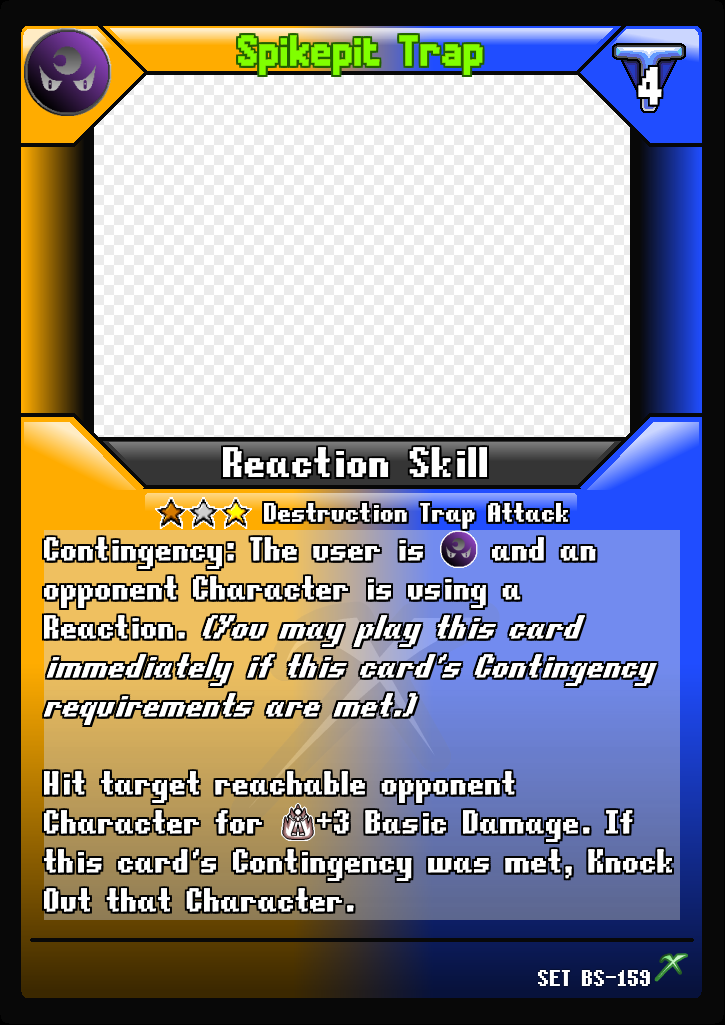 Spikepit Trap
4
Reaction Skill
Destruction Trap Attack
Contingency: The user is and an
opponent Character is using a
Reaction. (You may play this card
immediately if this card's Contingency
requirements are met.)
Hit target reachable opponent
Character for +3 Basic Damage. If
this card's Contingency was met, Knock
Out that Character.
SET BS-159